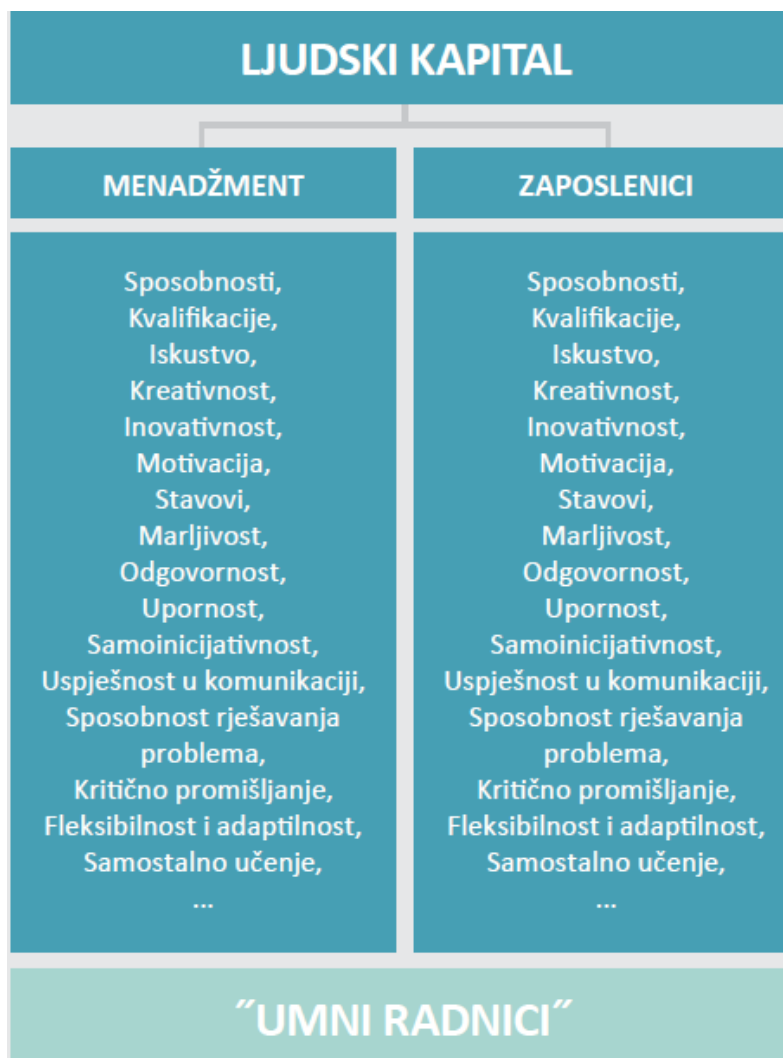 LJUDSKI KAPITAL
MENADŽMENT
ZAPOSLENICI
Sposobnosti,
Kvalifikacije,
Iskustvo,
Kreativnost,
Inovativnost,
Motivacija,
Stavovi,
Marljivost,
Odgovornost,
Upornost,
Samoinicijativnost,
Uspješnost u komunikaciji,
Sposobnost rješavanja
problema,
Kritično promišljanje,
Fleksibilnost i adaptilnost,
Samostalno učenje,
...
Sposobnosti,
Kvalifikacije,
Iskustvo,
Kreativnost,
Inovativnost,
Motivacija,
Stavovi,
Marljivost,
Odgovornost,
Upornost,
Samoinicijativnost,
Uspješnost u komunikaciji,
Sposobnost rješavanja
problema,
Kritično promišljanje,
Fleksibilnost i adaptilnost,
Samostalno učenje,
...
˝UMNI RADNICI˝